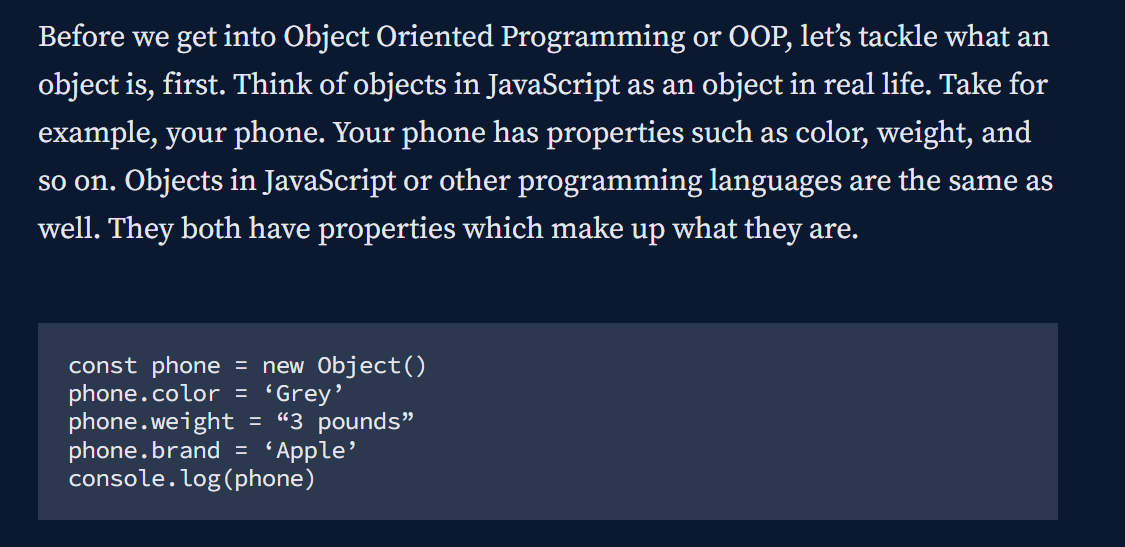 Before we get into Object Oriented Programming or OOP, let’s tackle what an
object is, first. Think of objects in JavaScript as an object in real life. Take for
example, your phone. Your phone has properties such as color, weight, and
so on. Objects in JavaScript or other programming languages are the same as
well. They both have properties which make up what they are.
const phone = new Object()
phone.color = ‘Grey’
phone.weight = “3 pounds”
phone.brand = ‘Apple’
console.log(phone)